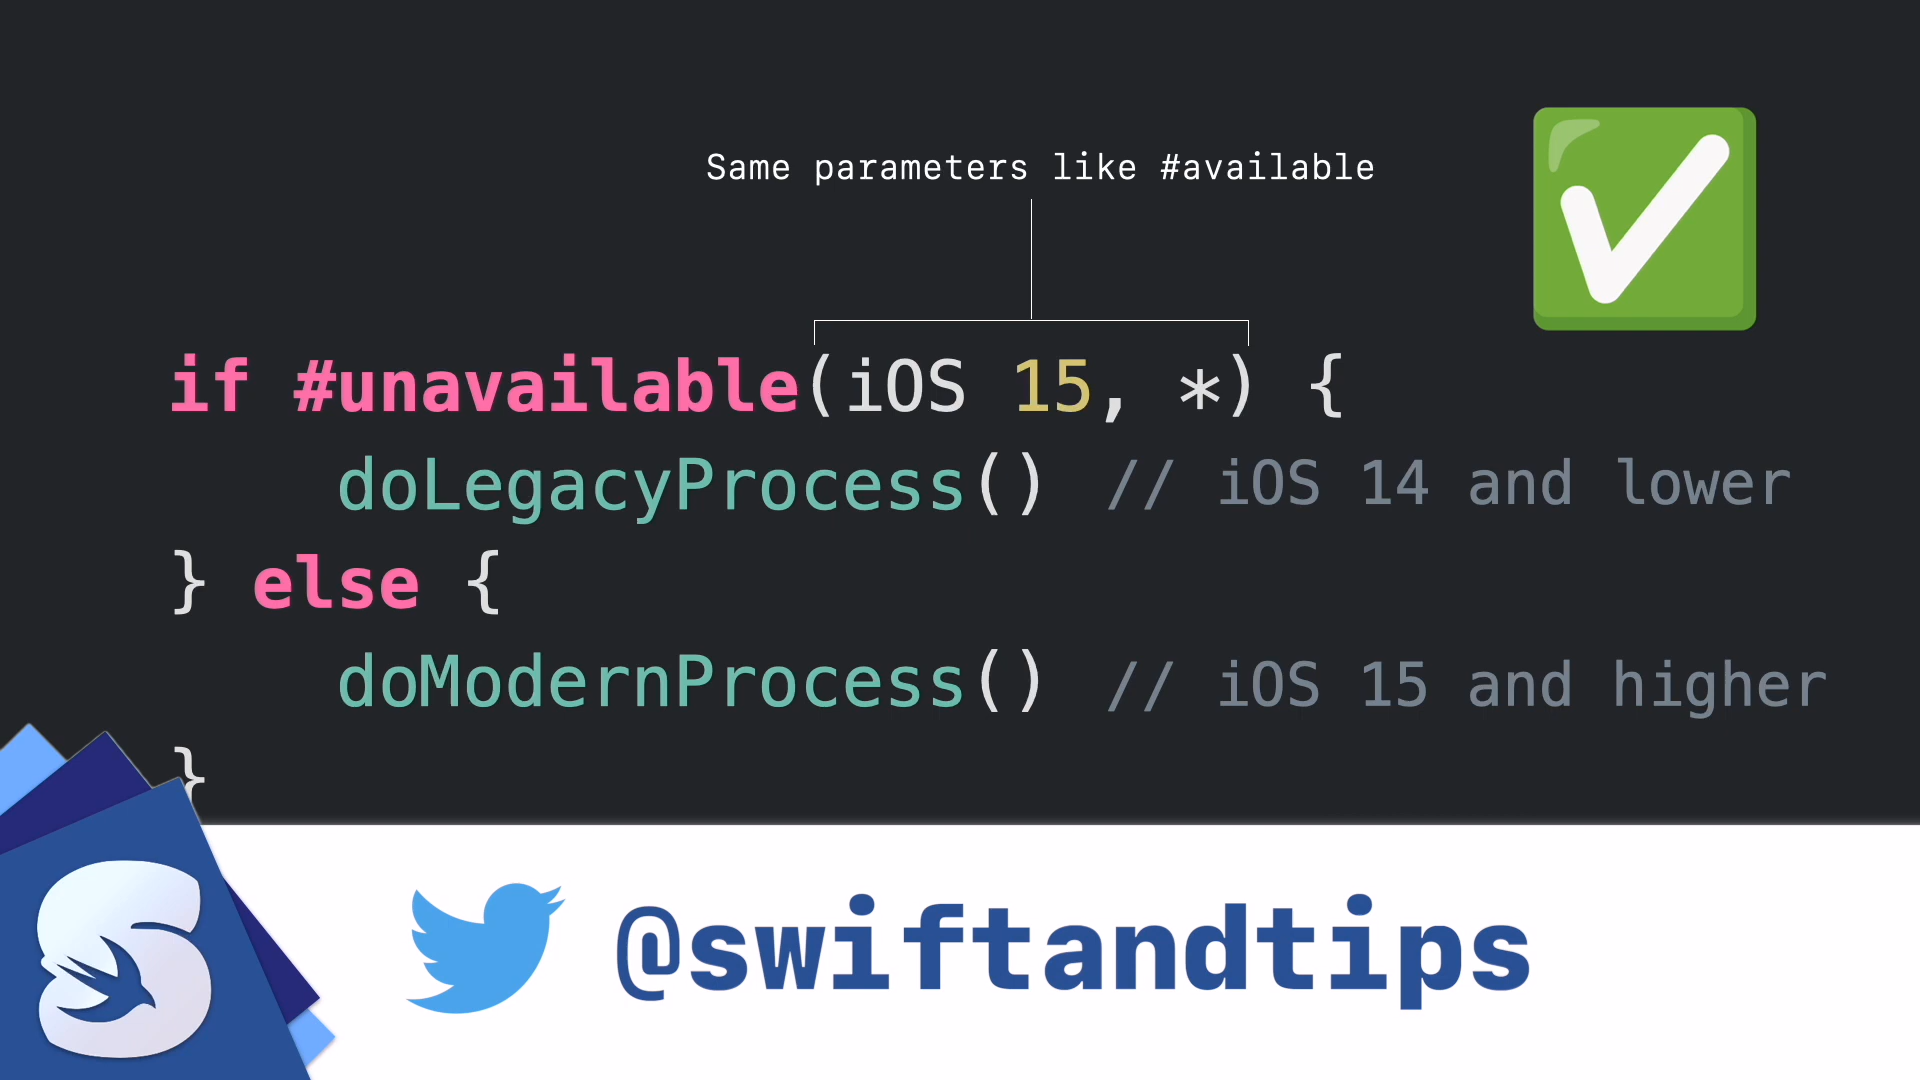 Same parameters like #available
if #unavailable(iOS 15, *) {
    doLegacyProcess() // iOS 14 and lower
} else {
    doModernProcess() // iOS 15 and higher
}
@swiftandtips